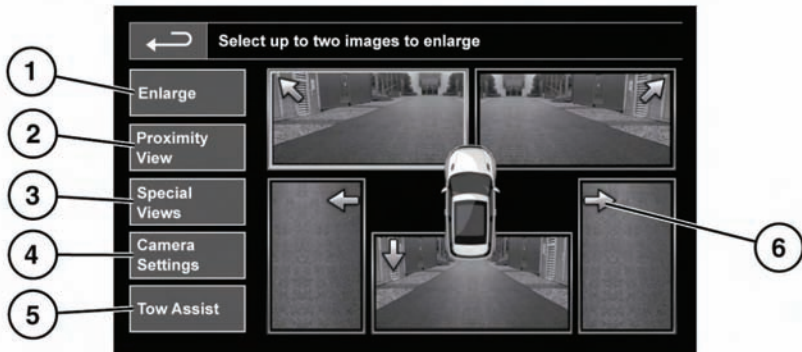 Select up to two images to enlarge
1
Enlarge
2
Proximity
View
3
Special
Views
4
Camera
Settings
5
Tow Assist
6